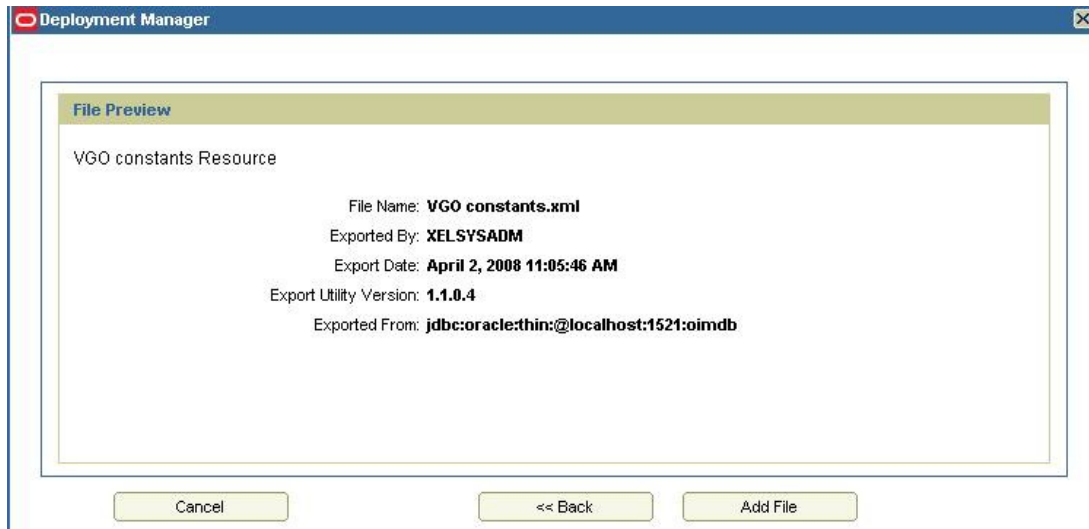 Deployment Manager
File Preview
VGO constants Resource
File Name: VGO constants.xml
Exported By: XELSYSADM
Export Date: April 2, 2008 11:05:46 AM
Export Utility Version: 1.1.0.4
Exported From: jdbc:oracle:thin:@localhost:1521:oimdb
Cancel << Back Add File